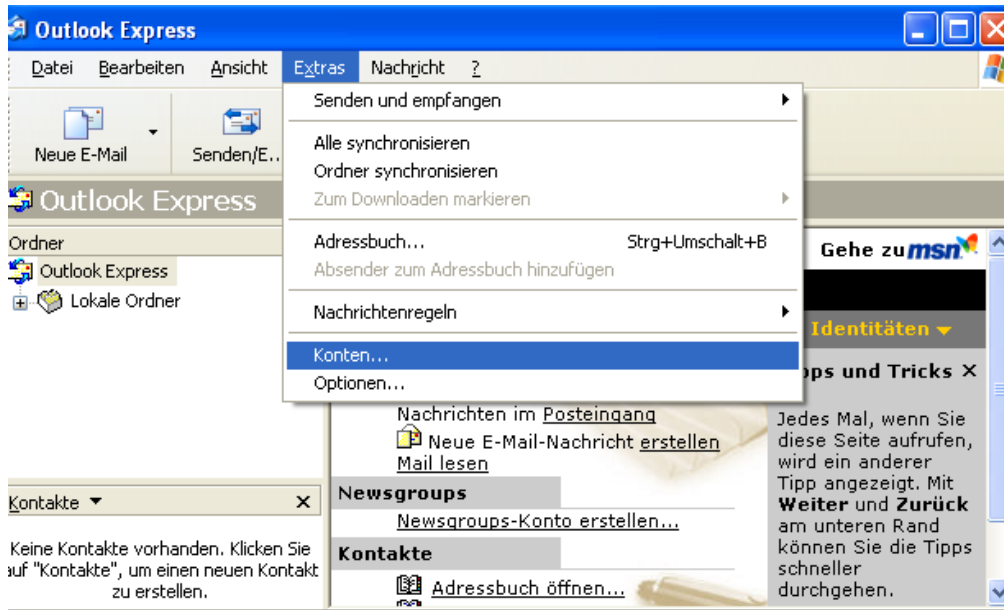 Outlook Express
Datei Bearbeiten Ansicht Extras Nachricht ?
Neue E-Mail
Senden/E..
Senden und empfangen
Alle synchronisieren
Ordner synchronisieren
Zum Downloaden markieren
Adressbuch... Strg+Umschalt+B
Absender zum Adressbuch hinzufügen
Nachrichtenregeln
Konten...
Optionen...
Outlook Express
Ordner
Outlook Express
Lokale Ordner
Kontakte
Keine Kontakte vorhanden. Klicken Sie
auf "Kontakte", um einen neuen Kontakt
zu erstellen.
Nachrichten im Posteingang
Neue E-Mail-Nachricht erstellen
Mail lesen
Newsgroups
Newsgroups-Konto erstellen...
Kontakte
Adressbuch öffnen...
Gehe zu msn
Identitäten
pps und Tricks X
Jedes Mal, wenn Sie
diese Seite aufrufen,
wird ein anderer
Tipp angezeigt. Mit
Weiter und Zurück
am unteren Rand
können Sie die Tipps
schneller
durchgehen.